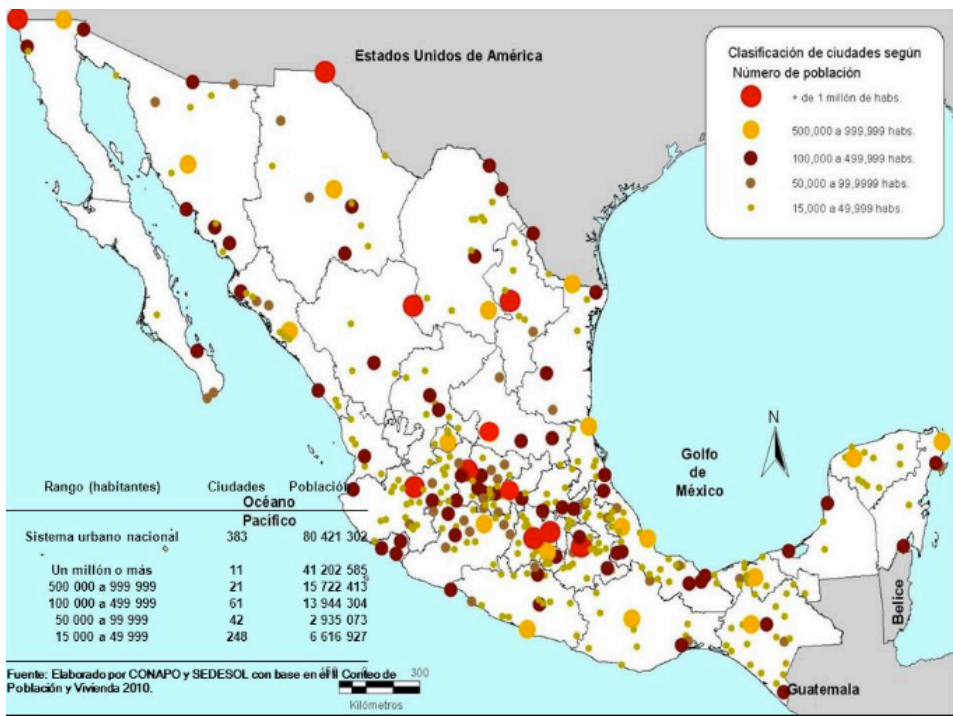 Estados Unidos de América
Clasificación de ciudades según
Número de población
+ de 1 millón de habs.
500,000 a 999,999 habs.
100,000 a 499,999 habs.
50,000 a 99,9999 habs.
15,000 a 49,999 habs.
N
Golfo
de
México
Rango (habitantes) Ciudades Población
Océano
Pacífico
Sistema urbano nacional 383 80 421 302
Un millón o más 11 41 202 585
500 000 a 999 999 21 15 722 413
100 000 a 499 999 61 13 944 304
50 000 a 99 999 42 2 935 073
15 000 a 49 999 248 6 616 927
Belice
Guatemala
Fuente: Elaborado por CONAPO y SEDESOL con base en el II Conteo de
Población y Vivienda 2010.
150 0 300
Kilómetros